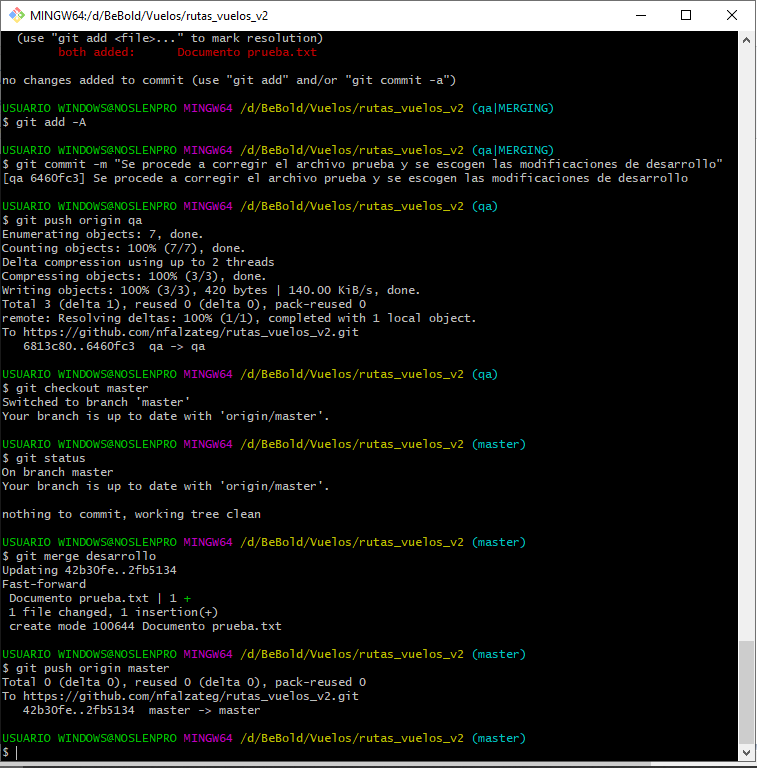 MINGW64:/d/BeBold/Vuelos/rutas_vuelos_v2
(use "git add <file>..." to mark resolution)
both added:      Documento prueba.txt
no changes added to commit (use "git add" and/or "git commit -a")
USUARIO WINDOWS@NOSLENPRO MINGW64 /d/BeBold/Vuelos/rutas_vuelos_v2 (qa|MERGING)
$ git add -A
USUARIO WINDOWS@NOSLENPRO MINGW64 /d/BeBold/Vuelos/rutas_vuelos_v2 (qa|MERGING)
$ git commit -m "Se procede a corregir el archivo prueba y se escogen las modificaciones de desarrollo"
[qa 6460fc3] Se procede a corregir el archivo prueba y se escogen las modificaciones de desarrollo
USUARIO WINDOWS@NOSLENPRO MINGW64 /d/BeBold/Vuelos/rutas_vuelos_v2 (qa)
$ git push origin qa
Enumerating objects: 7, done.
Counting objects: 100% (7/7), done.
Delta compression using up to 2 threads
Compressing objects: 100% (3/3), done.
Writing objects: 100% (3/3), 420 bytes | 140.00 KiB/s, done.
Total 3 (delta 1), reused 0 (delta 0), pack-reused 0
remote: Resolving deltas: 100% (1/1), completed with 1 local object.
To https://github.com/nfalzateg/rutas_vuelos_v2.git
6813c80..6460fc3  qa -> qa
USUARIO WINDOWS@NOSLENPRO MINGW64 /d/BeBold/Vuelos/rutas_vuelos_v2 (qa)
$ git checkout master
Switched to branch 'master'
Your branch is up to date with 'origin/master'.
USUARIO WINDOWS@NOSLENPRO MINGW64 /d/BeBold/Vuelos/rutas_vuelos_v2 (master)
$ git status
On branch master
Your branch is up to date with 'origin/master'.
nothing to commit, working tree clean
USUARIO WINDOWS@NOSLENPRO MINGW64 /d/BeBold/Vuelos/rutas_vuelos_v2 (master)
$ git merge desarrollo
Updating 42b30fe..2fb5134
Fast-forward
Documento prueba.txt | 1 +
1 file changed, 1 insertion(+)
create mode 100644 Documento prueba.txt
USUARIO WINDOWS@NOSLENPRO MINGW64 /d/BeBold/Vuelos/rutas_vuelos_v2 (master)
$ git push origin master
Total 0 (delta 0), reused 0 (delta 0), pack-reused 0
To https://github.com/nfalzateg/rutas_vuelos_v2.git
42b30fe..2fb5134  master -> master
USUARIO WINDOWS@NOSLENPRO MINGW64 /d/BeBold/Vuelos/rutas_vuelos_v2 (master)
$